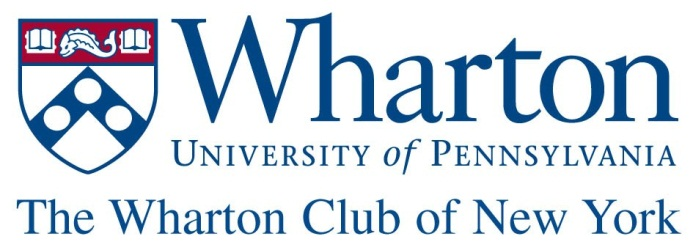 Wharton
UNIVERSITY of PENNSYLVANIA
The Wharton Club of New York